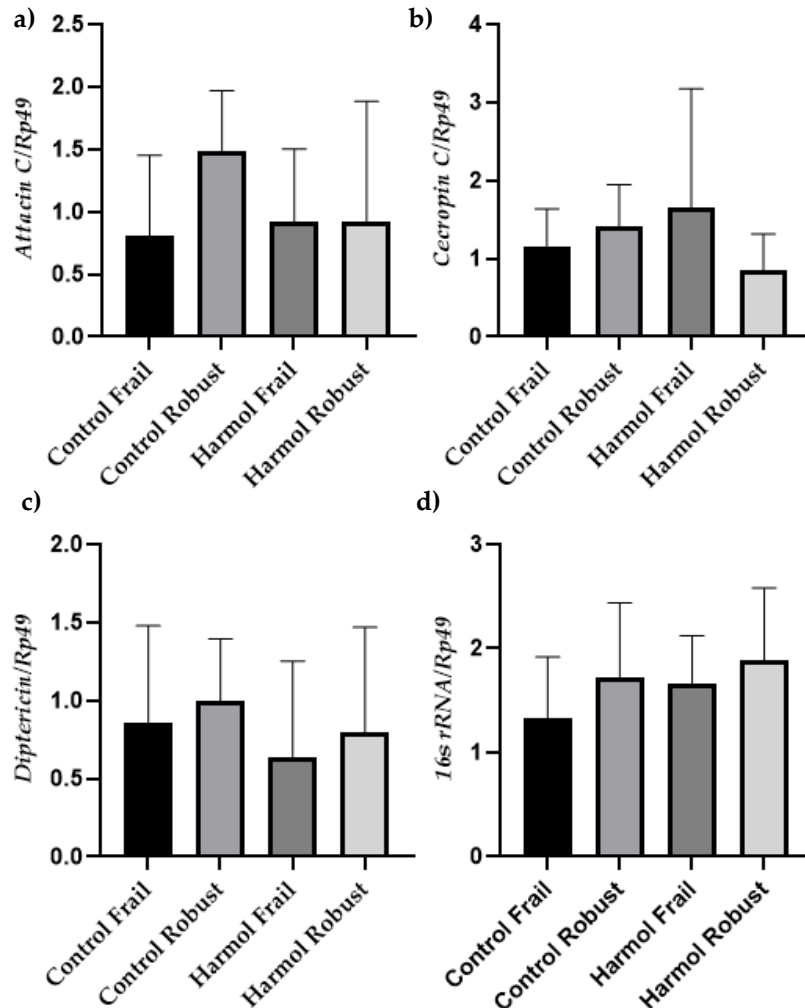 a)
Attacin C/Rp49
2.5
2.0
1.5
1.0
0.5
0.0
Control Frail
Control Robust
Harmol Frail
Harmol Robust
b)
Cecropin C/Rp49
4
3
2
1
0
Control Frail
Control Robust
Harmol Frail
Harmol Robust
c)
Diptericin/Rp49
2.0
1.5
1.0
0.5
0.0
Control Frail
Control Robust
Harmol Frail
Harmol Robust
d)
16s rRNA/Rp49
3
2
1
0
Control Frail
Control Robust
Harmol Frail
Harmol Robust